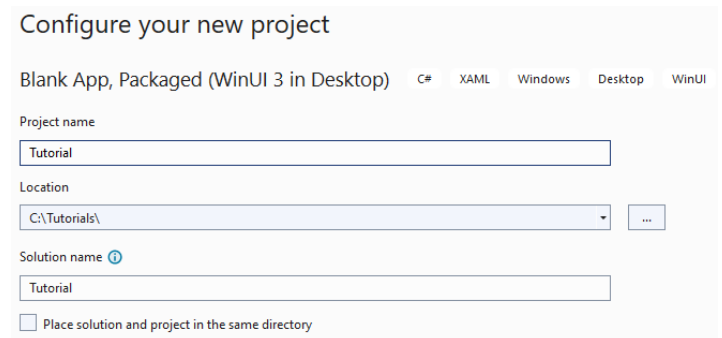 Configure your new project
Blank App, Packaged (WinUI 3 in Desktop) C# XAML Windows Desktop WinUI
Project name
Tutorial
Location
C:\Tutorials\
...
Solution name
Tutorial
Place solution and project in the same directory